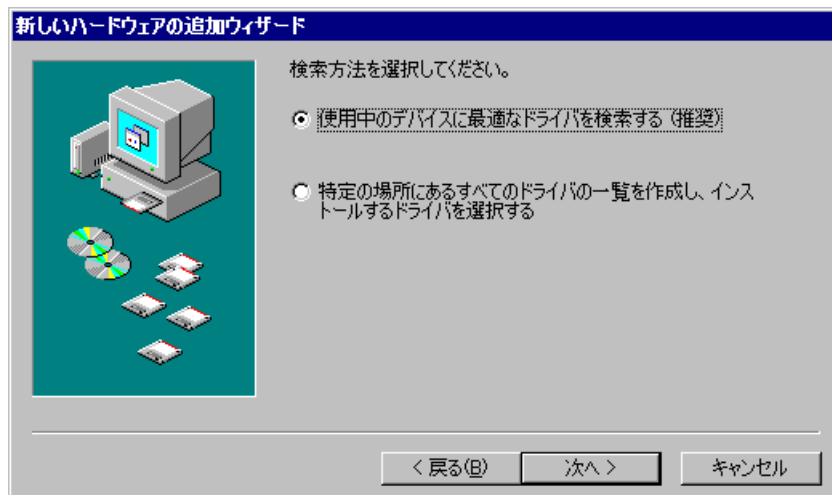 新しいハードウェアの追加ウィザード
検索方法を選択してください。
使用中のデバイスに最適なドライバを検索する (推奨)
特定の場所にあるすべてのドライバの一覧を作成し、インス
トールするドライバを選択する
< 戻る(B)
次へ >
キャンセル